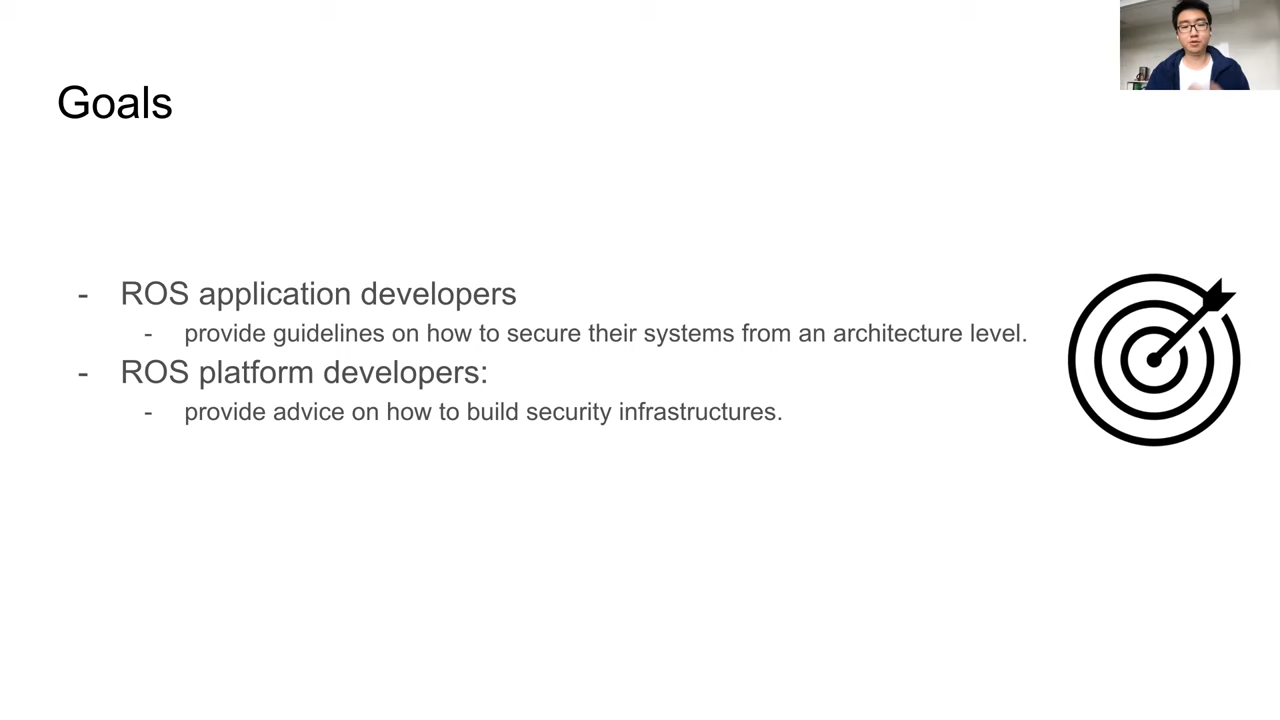 Goals
- ROS application developers
- provide guidelines on how to secure their systems from an architecture level.
- ROS platform developers:
- provide advice on how to build security infrastructures.